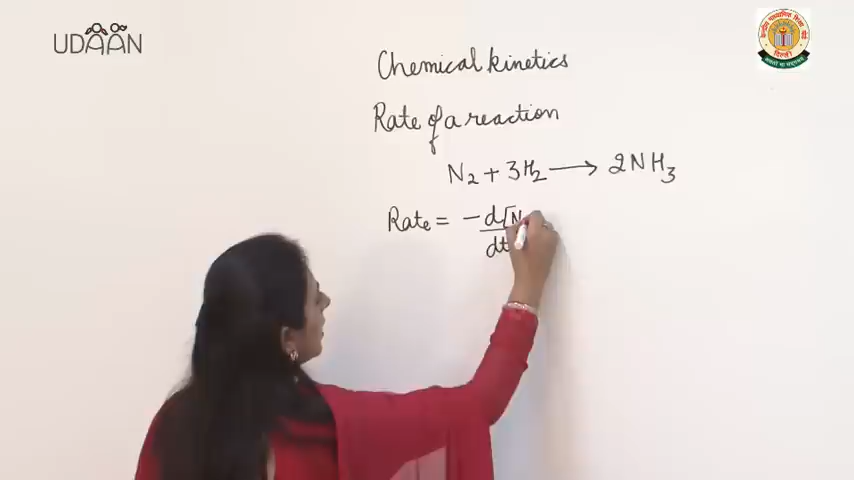 UDAAN
Chemical kinetics
Rate of a reaction
N₂ + 3H₂ ⟶ 2NH₃
Rate = -d[N
dt